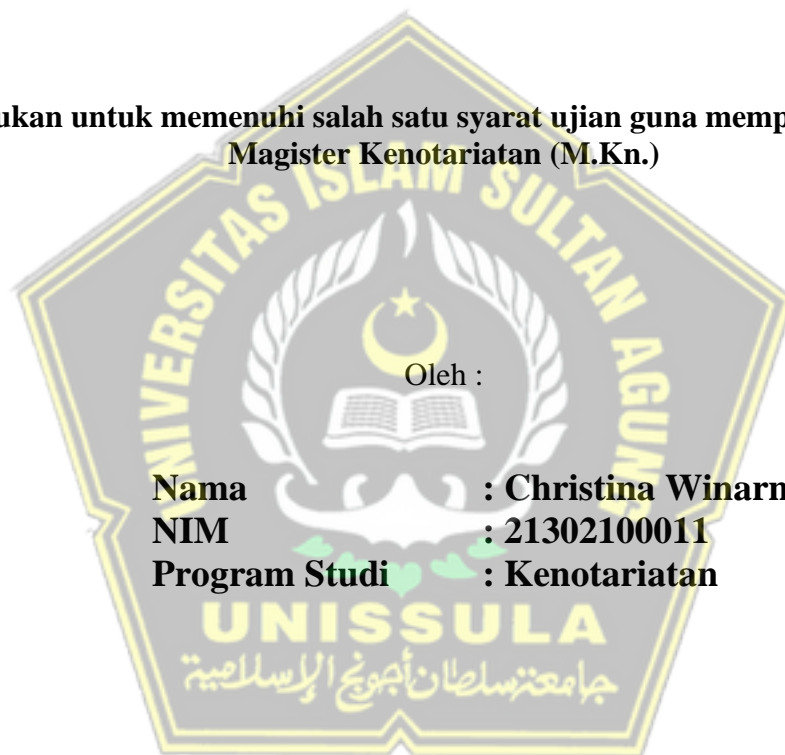 ukan untuk memenuhi salah satu syarat ujian guna memp
Magister Kenotariatan (M.Kn.)
UNIVERSITAS ISLAM SULTAN AGUNG
Oleh :
Nama : Christina Winarn
NIM : 21302100011
Program Studi : Kenotariatan
UNISSULA
جامعة سلطان أجونج الإسلامية